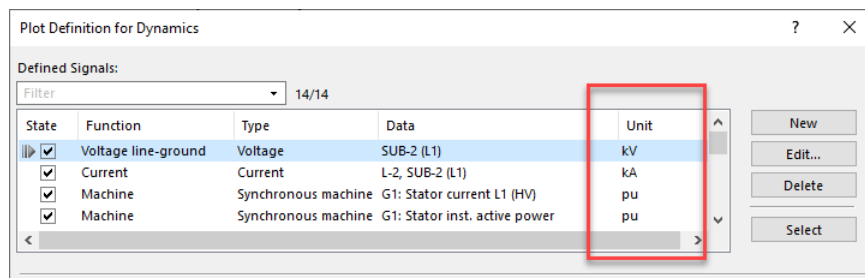 Plot Definition for Dynamics ?
Defined Signals:
Filter 14/14
State Function Type Data Unit New
Voltage line-ground Voltage SUB-2 (L1) kV Edit...
Current Current L-2, SUB-2 (L1) kA
Machine Synchronous machine G1: Stator current L1 (HV) pu Delete
Machine Synchronous machine G1: Stator inst. active power pu
Select